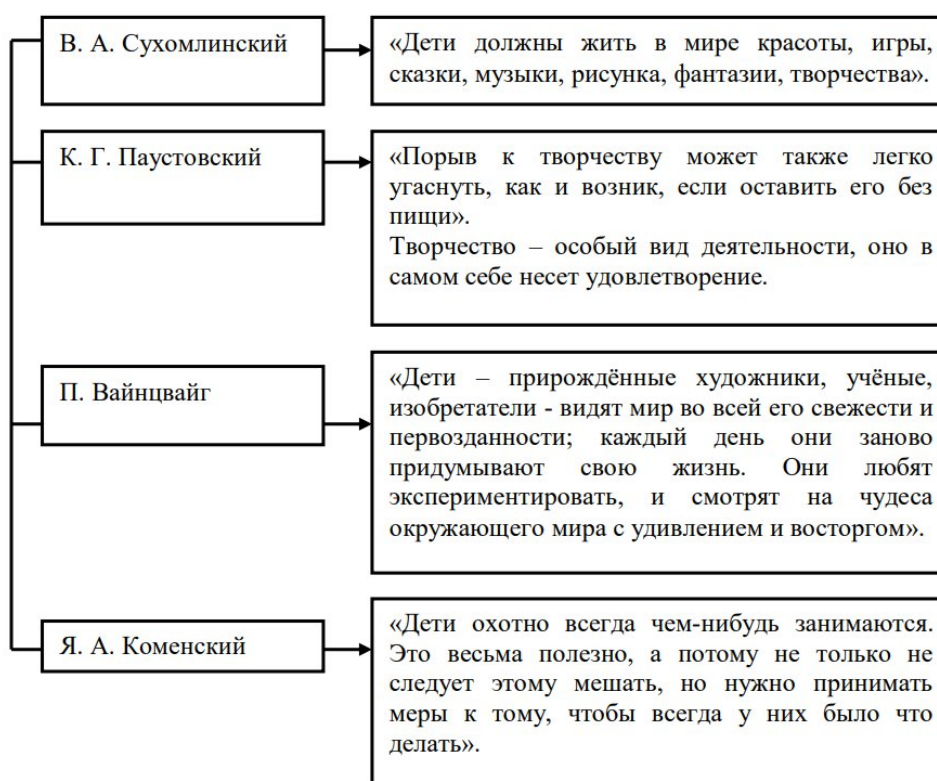 В. А. Сухомлинский
«Дети должны жить в мире красоты, игры,
сказки, музыки, рисунка, фантазии, творчества».
К. Г. Паустовский
«Порыв к творчеству может также легко
угаснуть, как и возник, если оставить его без
пищи».
Творчество – особый вид деятельности, оно в
самом себе несет удовлетворение.
П. Вайнцвайг
«Дети – прирождённые художники, учёные,
изобретатели - видят мир во всей его свежести и
первозданности; каждый день они заново
придумывают свою жизнь. Они любят
экспериментировать, и смотрят на чудеса
окружающего мира с удивлением и восторгом».
Я. А. Коменский
«Дети охотно всегда чем-нибудь занимаются.
Это весьма полезно, а потому не только не
следует этому мешать, но нужно принимать
меры к тому, чтобы всегда у них было что
делать».